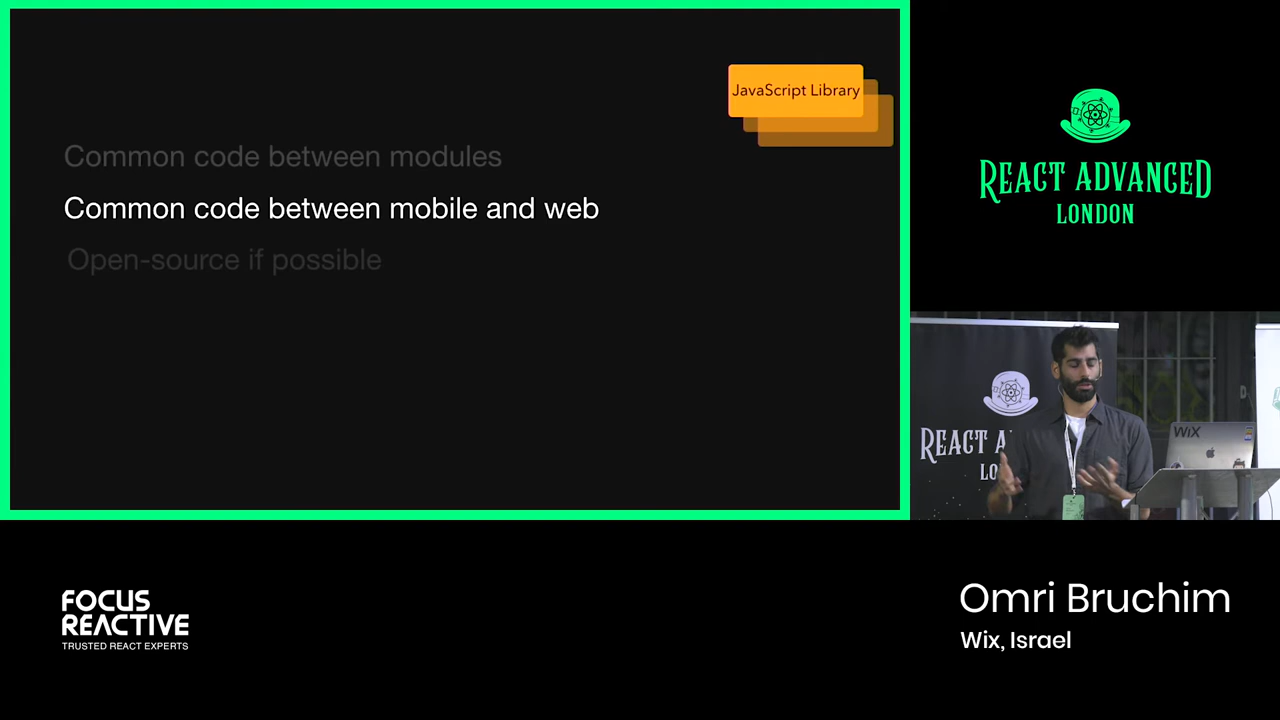 JavaScript Library
Common code between modules
Common code between mobile and web
Open-source if possible
REACT ADVANCED
LONDON
REACT A
LO
WiX
FOCUS
REACTIVE
TRUSTED REACT EXPERTS
Omri Bruchim
Wix, Israel